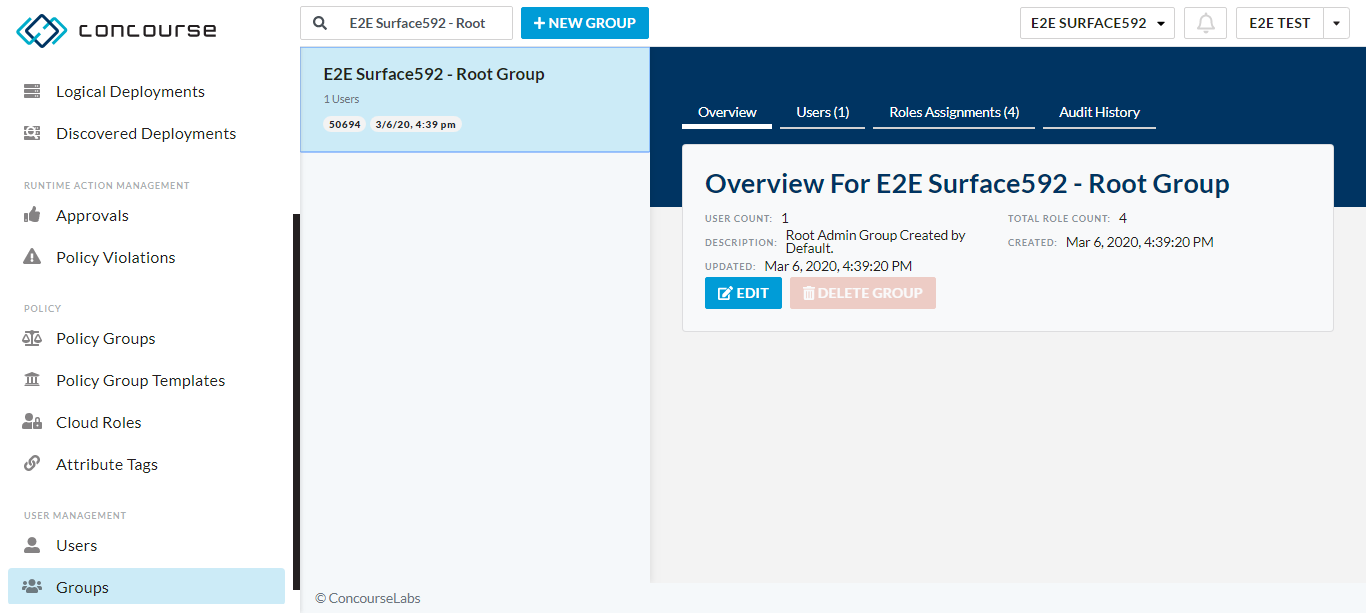 concourse
Logical Deployments
Discovered Deployments
RUNTIME ACTION MANAGEMENT
Approvals
Policy Violations
POLICY
Policy Groups
Policy Group Templates
Cloud Roles
Attribute Tags
USER MANAGEMENT
Users
Groups
E2E Surface592 - Root
NEW GROUP
E2E SURFACE592
E2E TEST
E2E Surface592 - Root Group
1 Users
50694 3/6/20, 4:39 pm
Overview
Users (1)
Roles Assignments (4)
Audit History
Overview For E2E Surface592 - Root Group
USER COUNT: 1
TOTAL ROLE COUNT: 4
DESCRIPTION: Root Admin Group Created by
Default.
CREATED: Mar 6, 2020, 4:39:20 PM
UPDATED: Mar 6, 2020, 4:39:20 PM
EDIT
DELETE GROUP
© ConcourseLabs